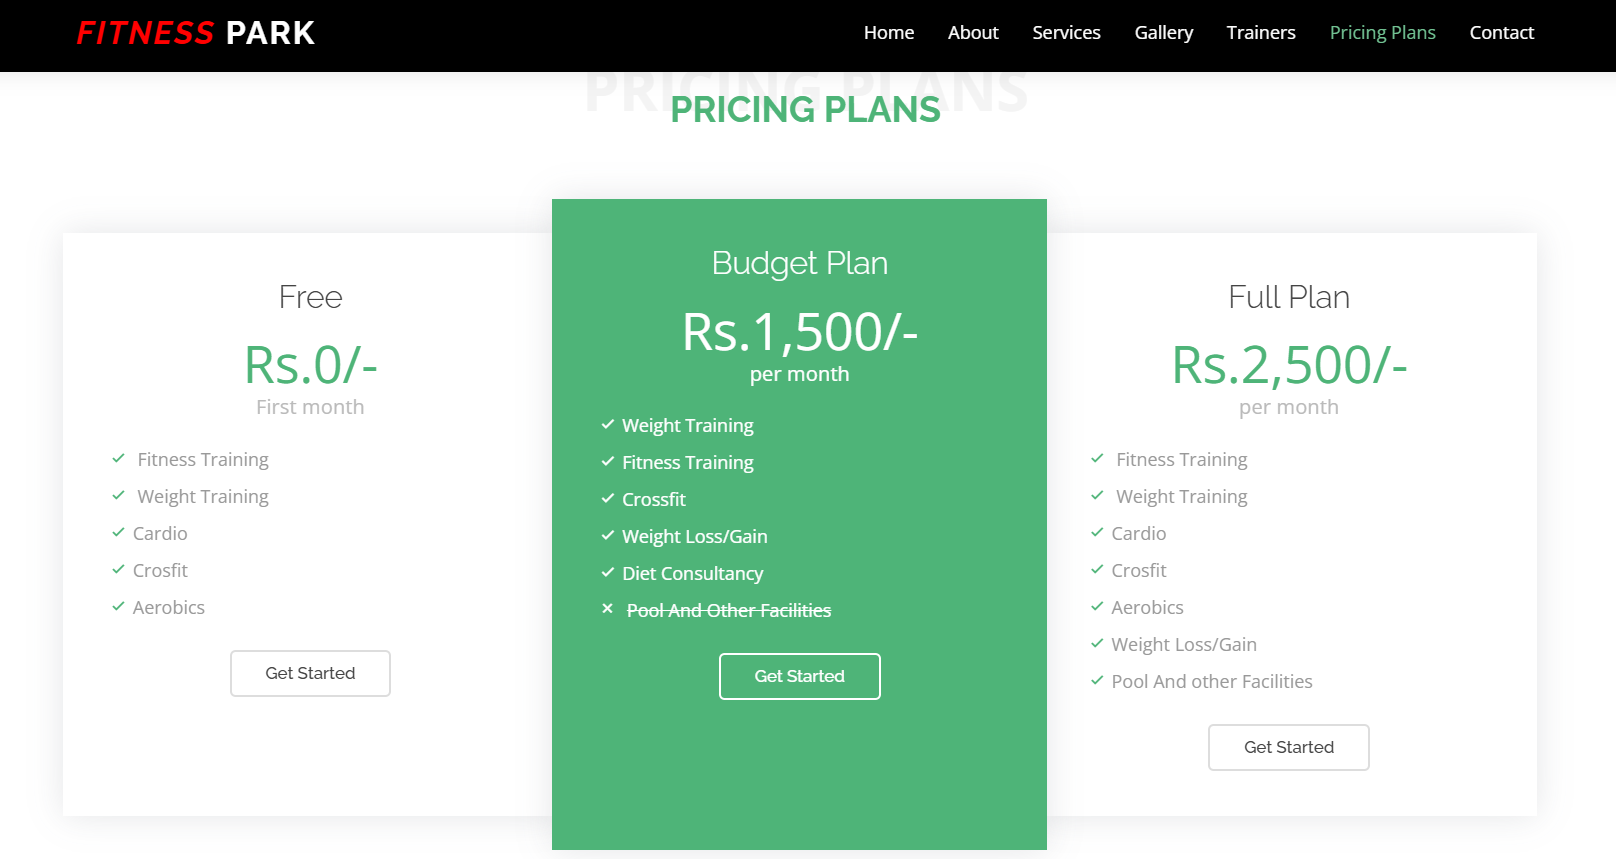 FITNESS PARK
Home About Services Gallery Trainers Pricing Plans Contact
PRICING PLANS
PRICING PLANS
Free
Rs.0/-
First month
Fitness Training
Weight Training
Cardio
Crosfit
Aerobics
Get Started
Budget Plan
Rs.1,500/-
per month
Weight Training
Fitness Training
Crossfit
Weight Loss/Gain
Diet Consultancy
Pool And Other Facilities
Get Started
Full Plan
Rs.2,500/-
per month
Fitness Training
Weight Training
Cardio
Crosfit
Aerobics
Weight Loss/Gain
Pool And other Facilities
Get Started